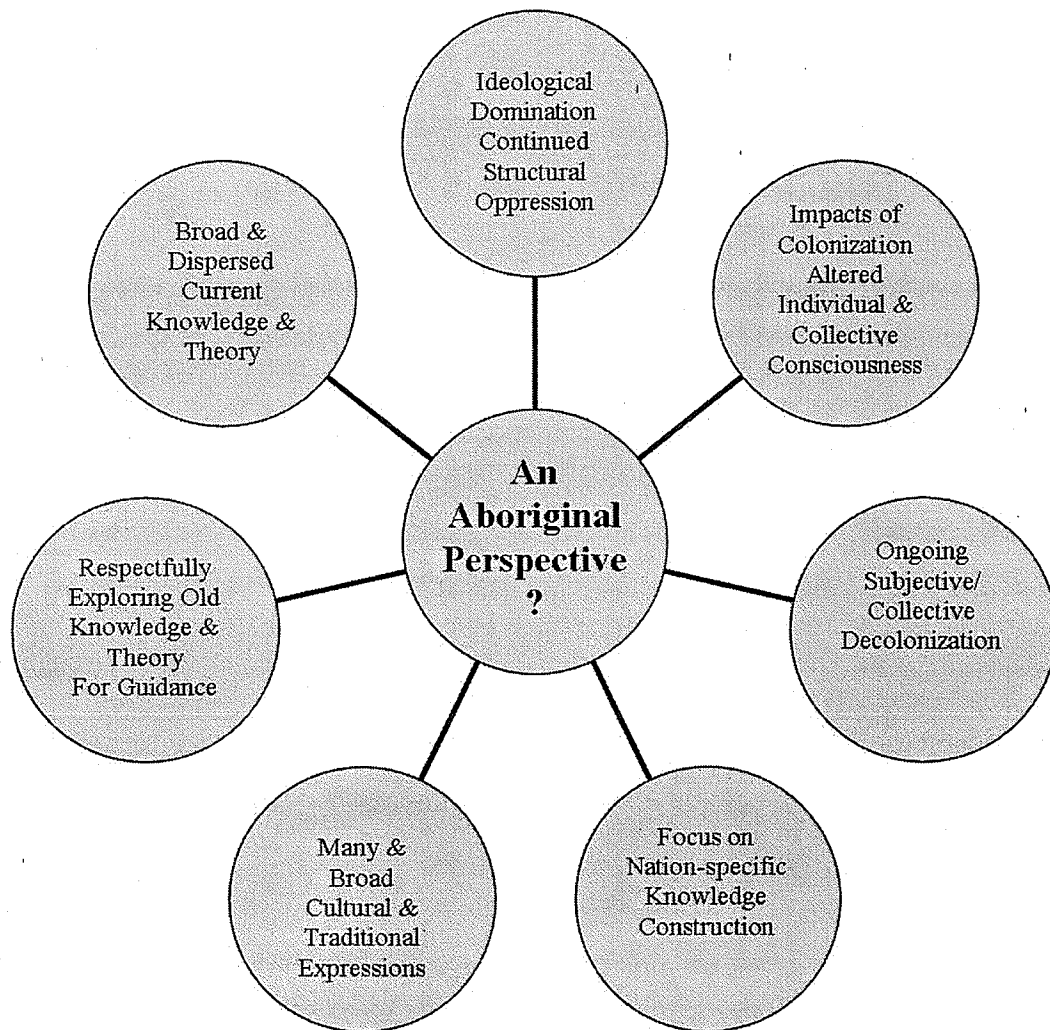 Ideological
Domination
Continued
Structural
Oppression
Impacts of
Colonization
Altered
Individual &
Collective
Consciousness
Ongoing
Subjective/
Collective
Decolonization
Focus on
Nation-specific
Knowledge
Construction
Many &
Broad
Cultural &
Traditional
Expressions
Respectfully
Exploring Old
Knowledge &
Theory
For Guidance
Broad &
Dispersed
Current
Knowledge &
Theory
An
Aboriginal
Perspective
?